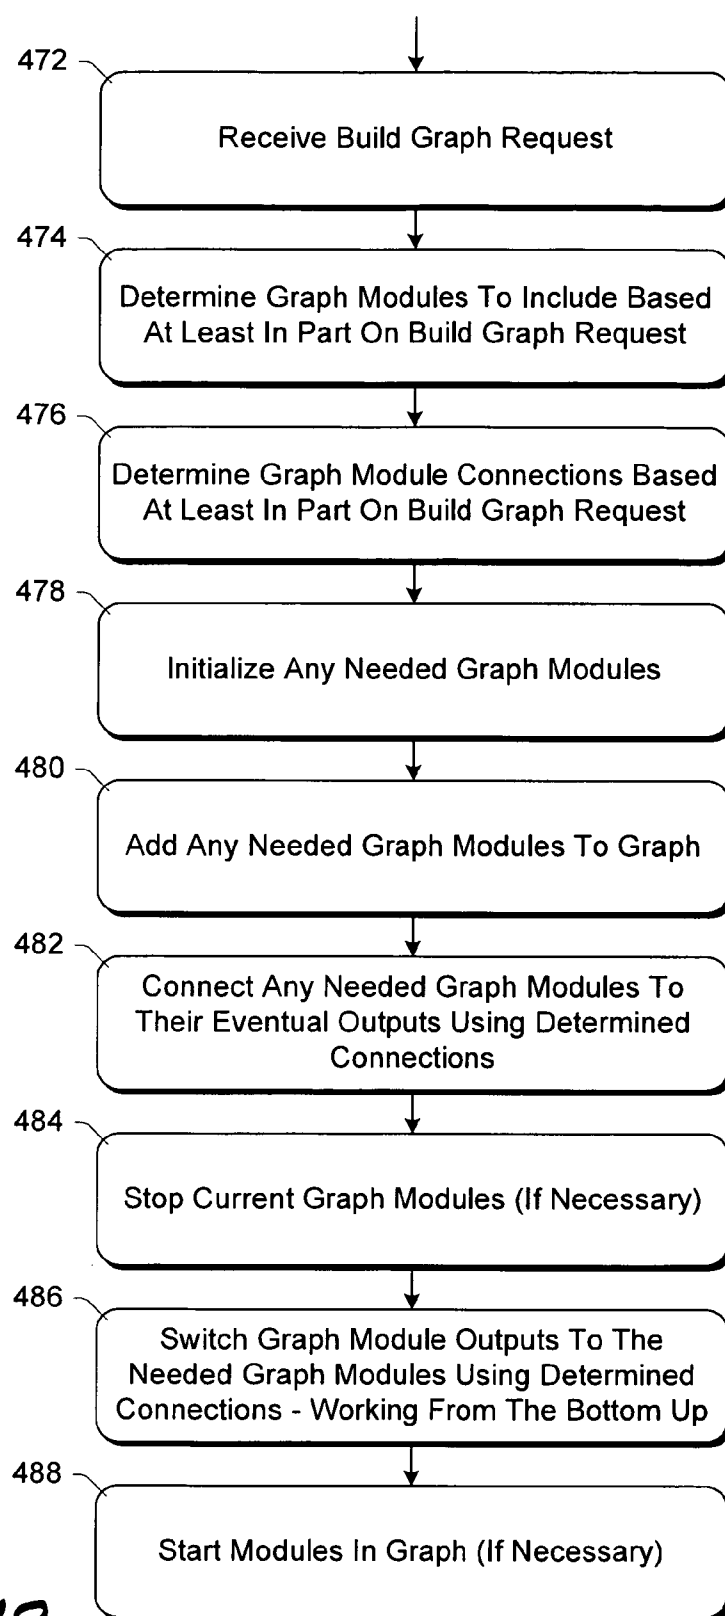 472
Receive Build Graph Request
474
Determine Graph Modules To Include Based
At Least In Part On Build Graph Request
476
Determine Graph Module Connections Based
At Least In Part On Build Graph Request
478
Initialize Any Needed Graph Modules
480
Add Any Needed Graph Modules To Graph
482
Connect Any Needed Graph Modules To
Their Eventual Outputs Using Determined
Connections
484
Stop Current Graph Modules (If Necessary)
486
Switch Graph Module Outputs To The
Needed Graph Modules Using Determined
Connections - Working From The Bottom Up
488
Start Modules In Graph (If Necessary)